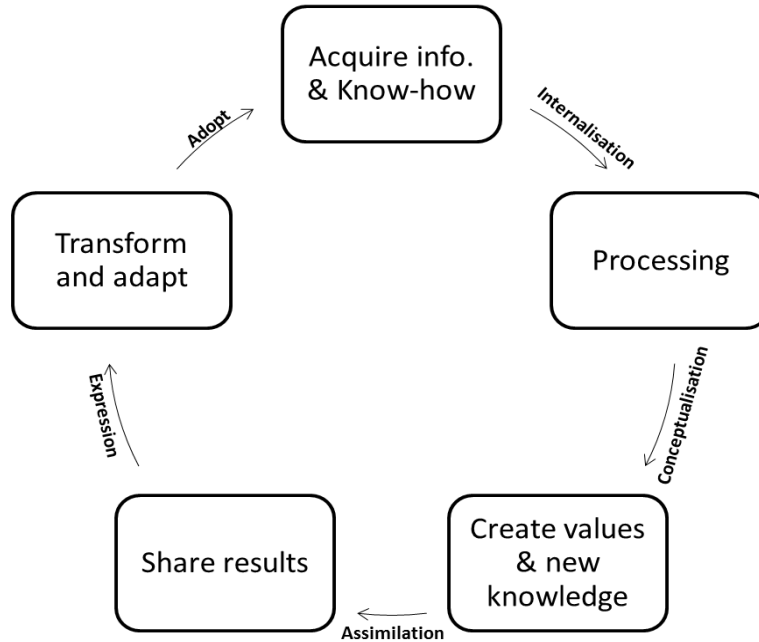 Acquire info.
& Know-how
Internalisation
Processing
Conceptualisation
Create values
& new
knowledge
Assimilation
Share results
Expression
Transform
and adapt
Adopt